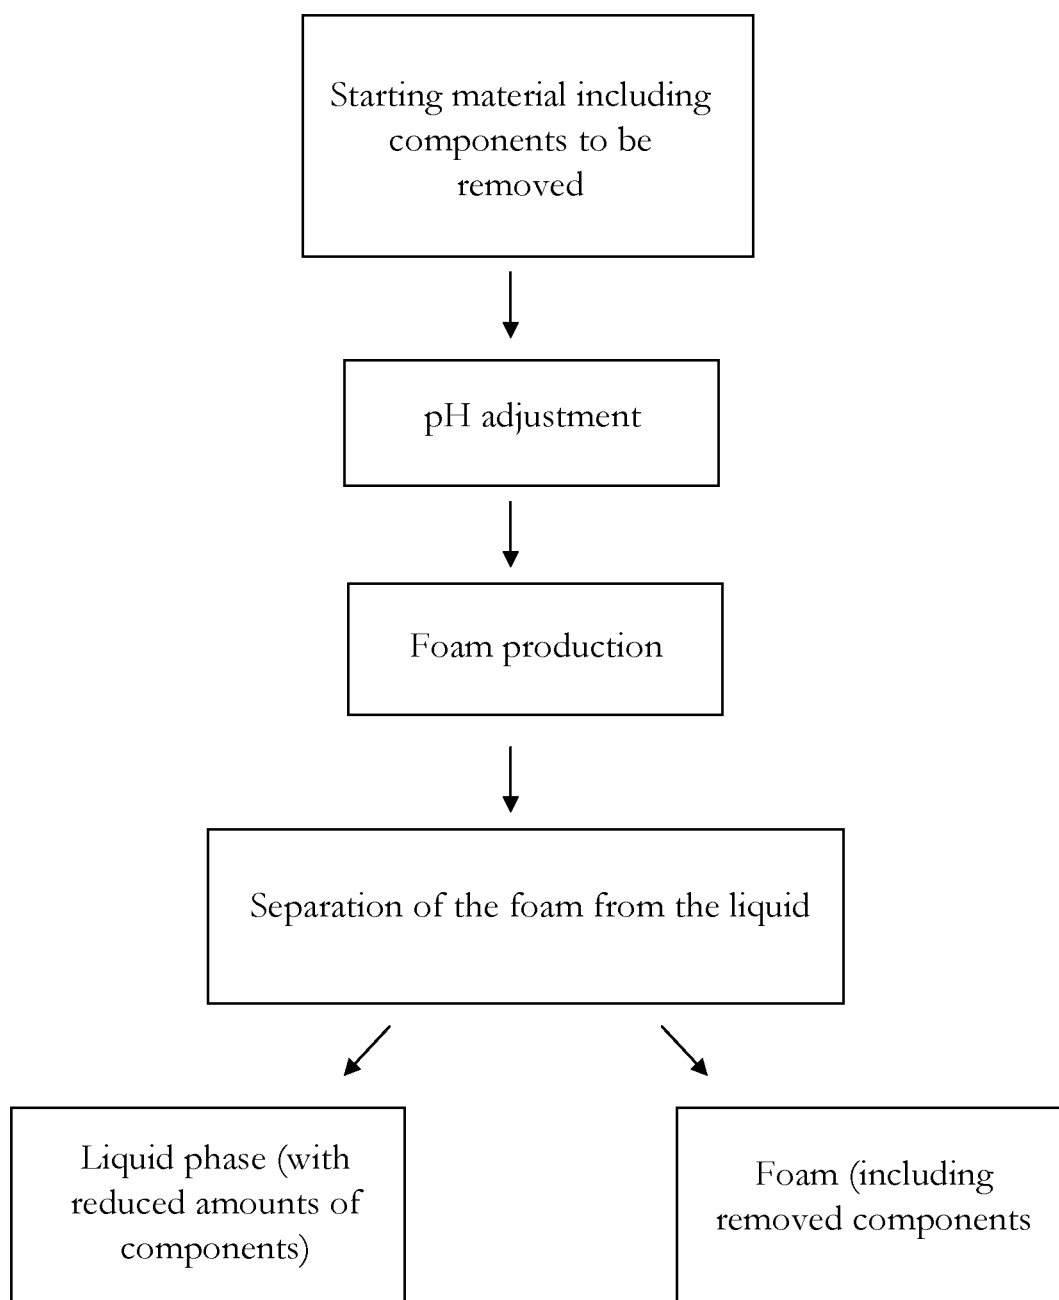 Starting material including
components to be
removed
pH adjustment
Foam production
Separation of the foam from the liquid
Liquid phase (with
reduced amounts of
components)
Foam (including
removed components